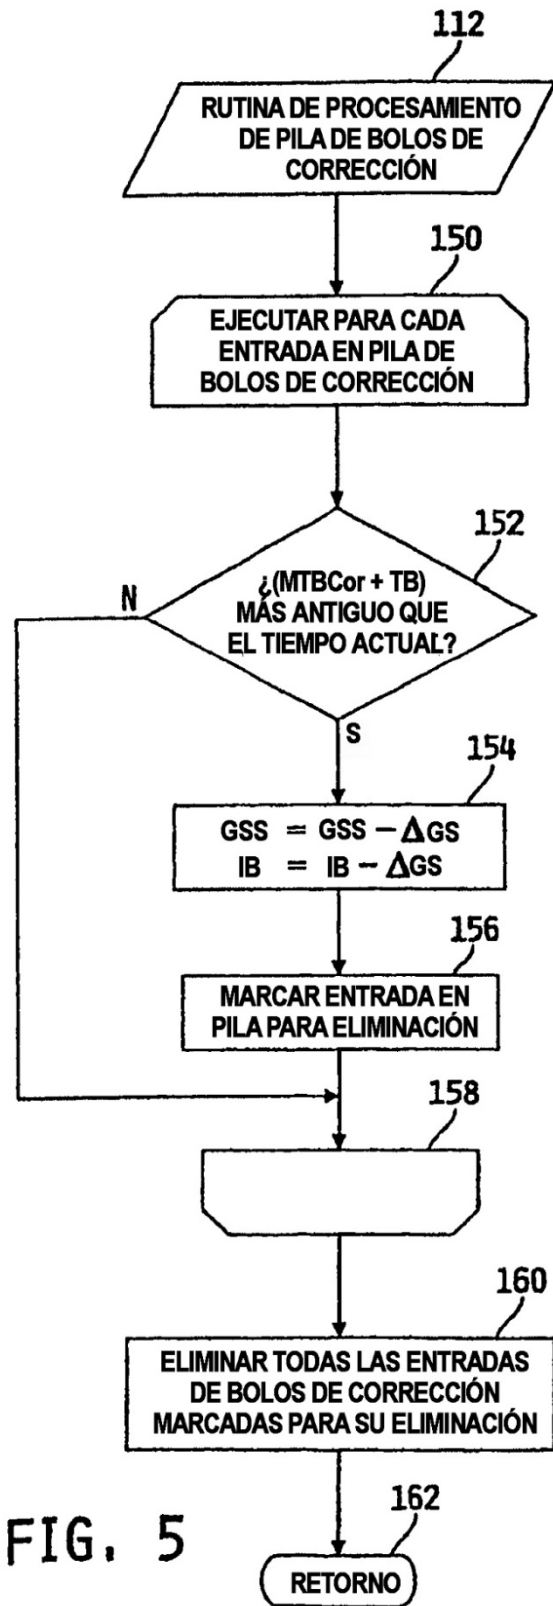 112
RUTINA DE PROCESAMIENTO
DE PILA DE BOLOS DE
CORRECCIÓN
150
EJECUTAR PARA CADA
ENTRADA EN PILA DE
BOLOS DE CORRECCIÓN
152
¿(MTBCor + TB)
MÁS ANTIGUO QUE
EL TIEMPO ACTUAL?
N
S
154
GSS = GSS − ΔGS
IB = IB − ΔGS
156
MARCAR ENTRADA EN
PILA PARA ELIMINACIÓN
158
160
ELIMINAR TODAS LAS ENTRADAS
DE BOLOS DE CORRECCIÓN
MARCADAS PARA SU ELIMINACIÓN
162
RETORNO
FIG. 5